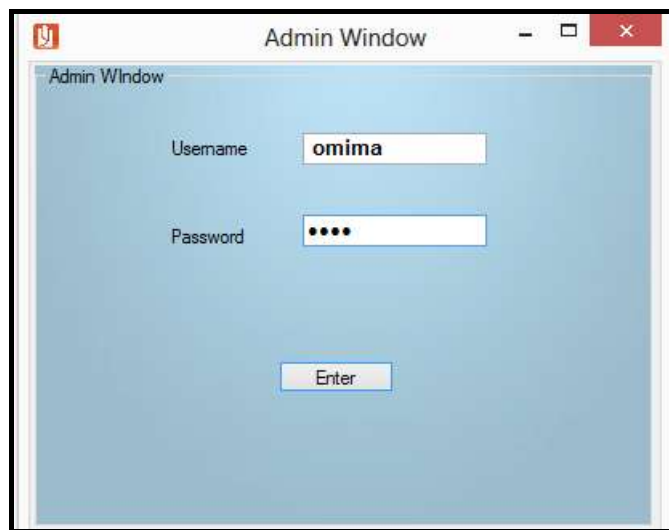 Admin Window
Admin WIndow
Username omima
Password ••••
Enter